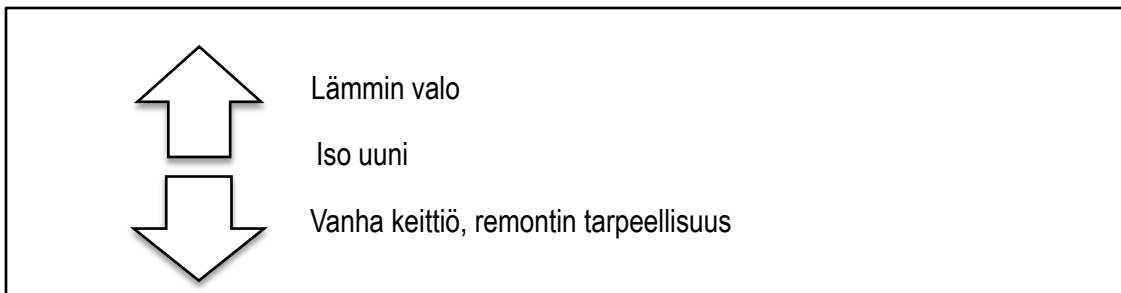 Lämmin valo
Iso uuni
Vanha keittiö, remontin tarpeellisuus